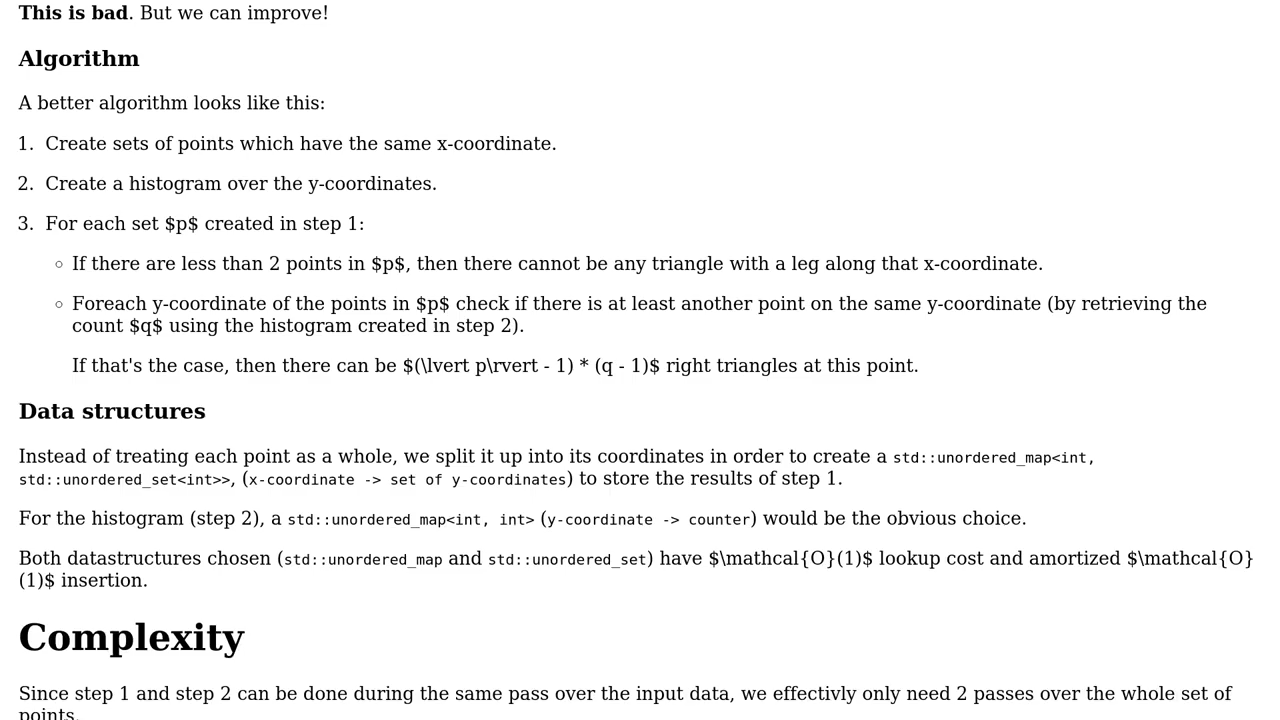 This is bad. But we can improve!
Algorithm
A better algorithm looks like this:
1. Create sets of points which have the same x-coordinate.
2. Create a histogram over the y-coordinates.
3. For each set $p$ created in step 1:
◦ If there are less than 2 points in $p$, then there cannot be any triangle with a leg along that x-coordinate.
◦ Foreach y-coordinate of the points in $p$ check if there is at least another point on the same y-coordinate (by retrieving the
count $q$ using the histogram created in step 2).
If that's the case, then there can be $(\lvert p\rvert - 1) * (q - 1)$ right triangles at this point.
Data structures
Instead of treating each point as a whole, we split it up into its coordinates in order to create a std::unordered_map<int,
std::unordered_set<int>>, (x-coordinate -> set of y-coordinates) to store the results of step 1.
For the histogram (step 2), a std::unordered_map<int, int> (y-coordinate -> counter) would be the obvious choice.
Both datastructures chosen (std::unordered_map and std::unordered_set) have $\mathcal{O}(1)$ lookup cost and amortized $\mathcal{O}
(1)$ insertion.
Complexity
Since step 1 and step 2 can be done during the same pass over the input data, we effectivly only need 2 passes over the whole set of
points.